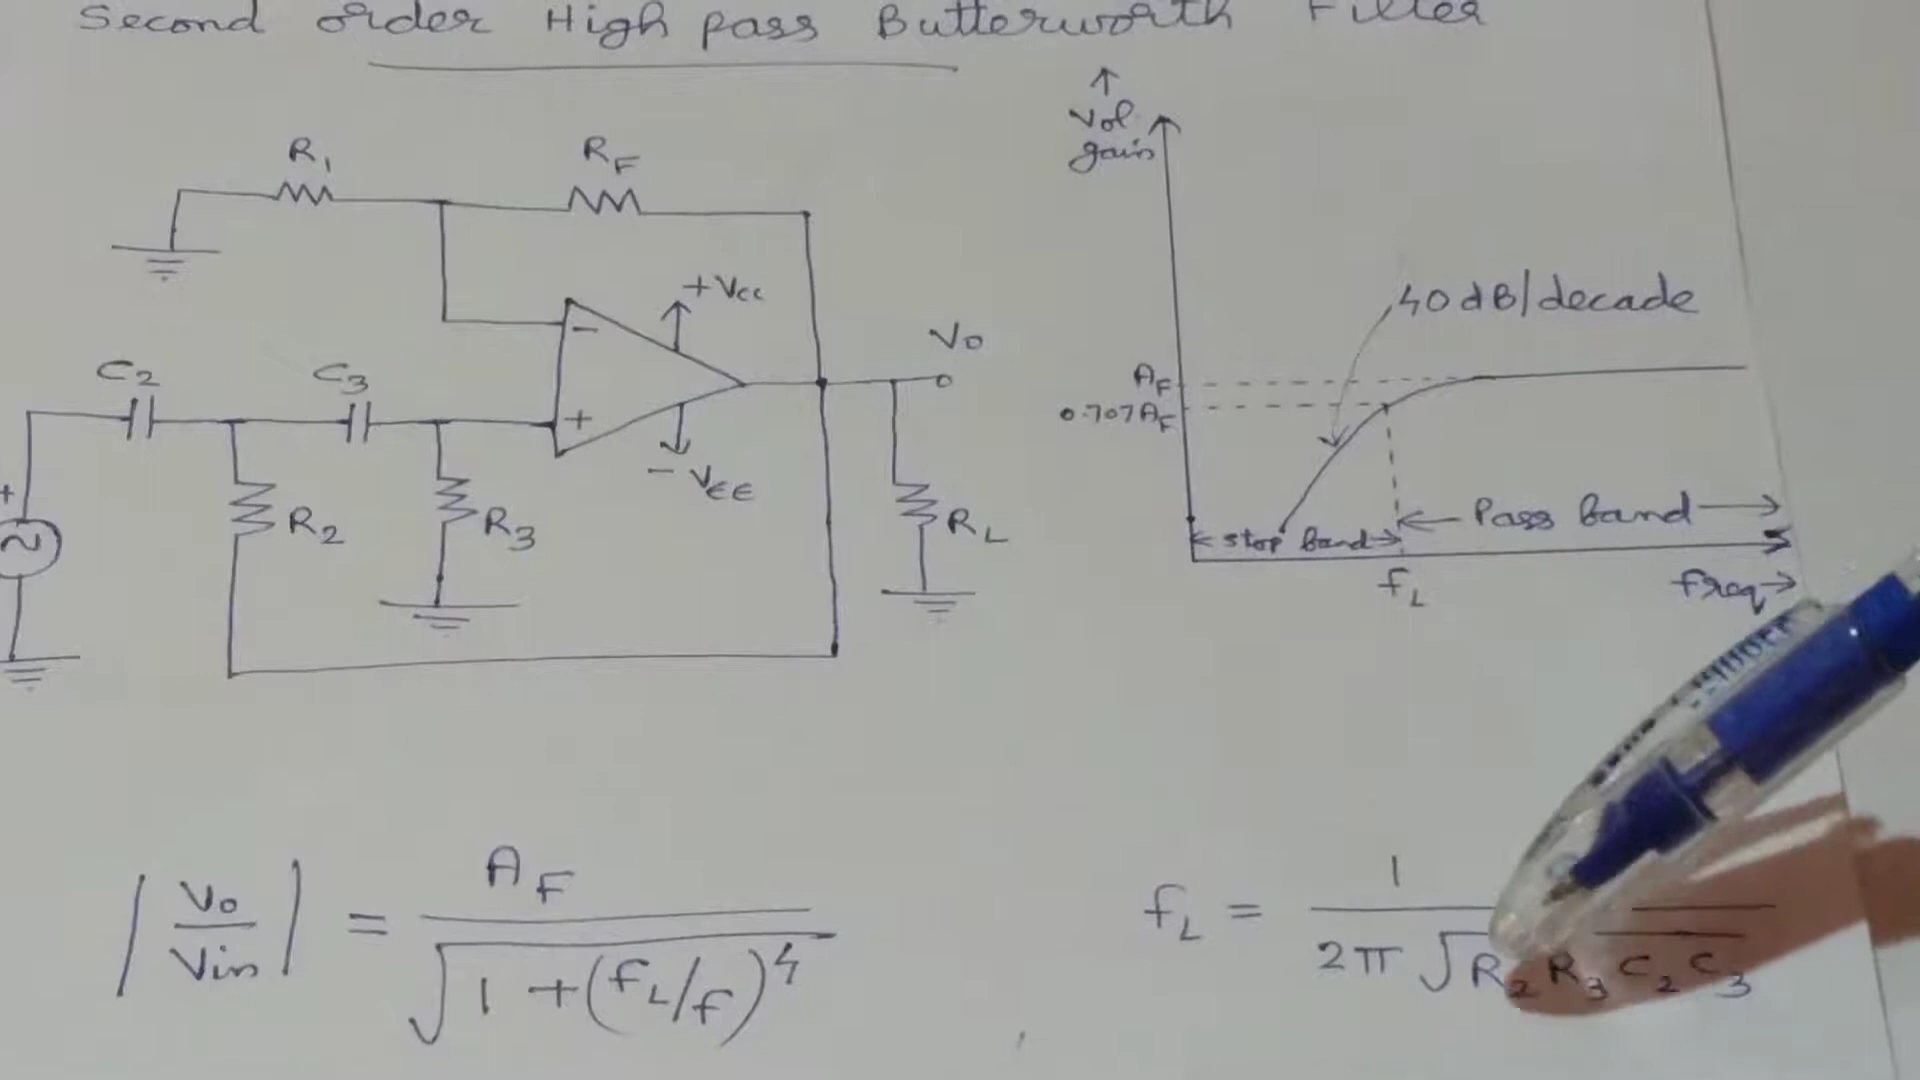 Second order High pass Butterworth Filter
R1
RF
+Vcc
-
+
-VEE
Vo
C2
C3
+
R2
R3
RL
↑
Vol.
gain
40 dB/decade
AF
0.707AF
← stop band →
← Pass band →
fL
freq →
|Vo/Vin| = AF / √(1 + (fL/f)^4)
fL = 1 / (2π √(R2 R3 C2 C3))